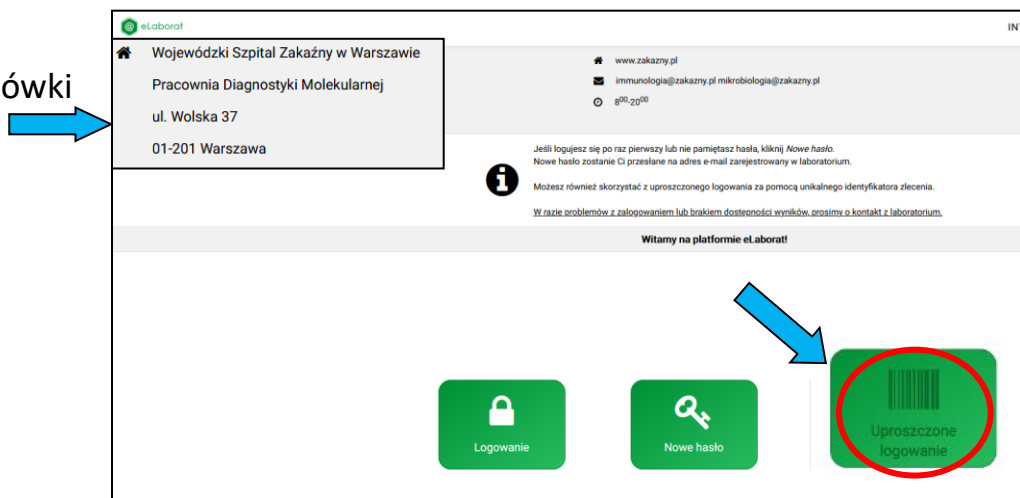 eLaborat
INT
ówki
Wojewódzki Szpital Zakaźny w Warszawie
Pracownia Diagnostyki Molekularnej
ul. Wolska 37
01-201 Warszawa
www.zakazny.pl
immunologia@zakazny.pl mikrobiologia@zakazny.pl
8⁰⁰-20⁰⁰
Jeśli logujesz się po raz pierwszy lub nie pamiętasz hasła, kliknij Nowe hasło.
Nowe hasło zostanie Ci przesłane na adres e-mail zarejestrowany w laboratorium.
Możesz również skorzystać z uproszczonego logowania za pomocą unikalnego identyfikatora zlecenia.
W razie problemów z zalogowaniem lub brakiem dostępności wyników, prosimy o kontakt z laboratorium.
Witamy na platformie eLaborat!
Logowanie
Nowe hasło
Uproszczone
logowanie